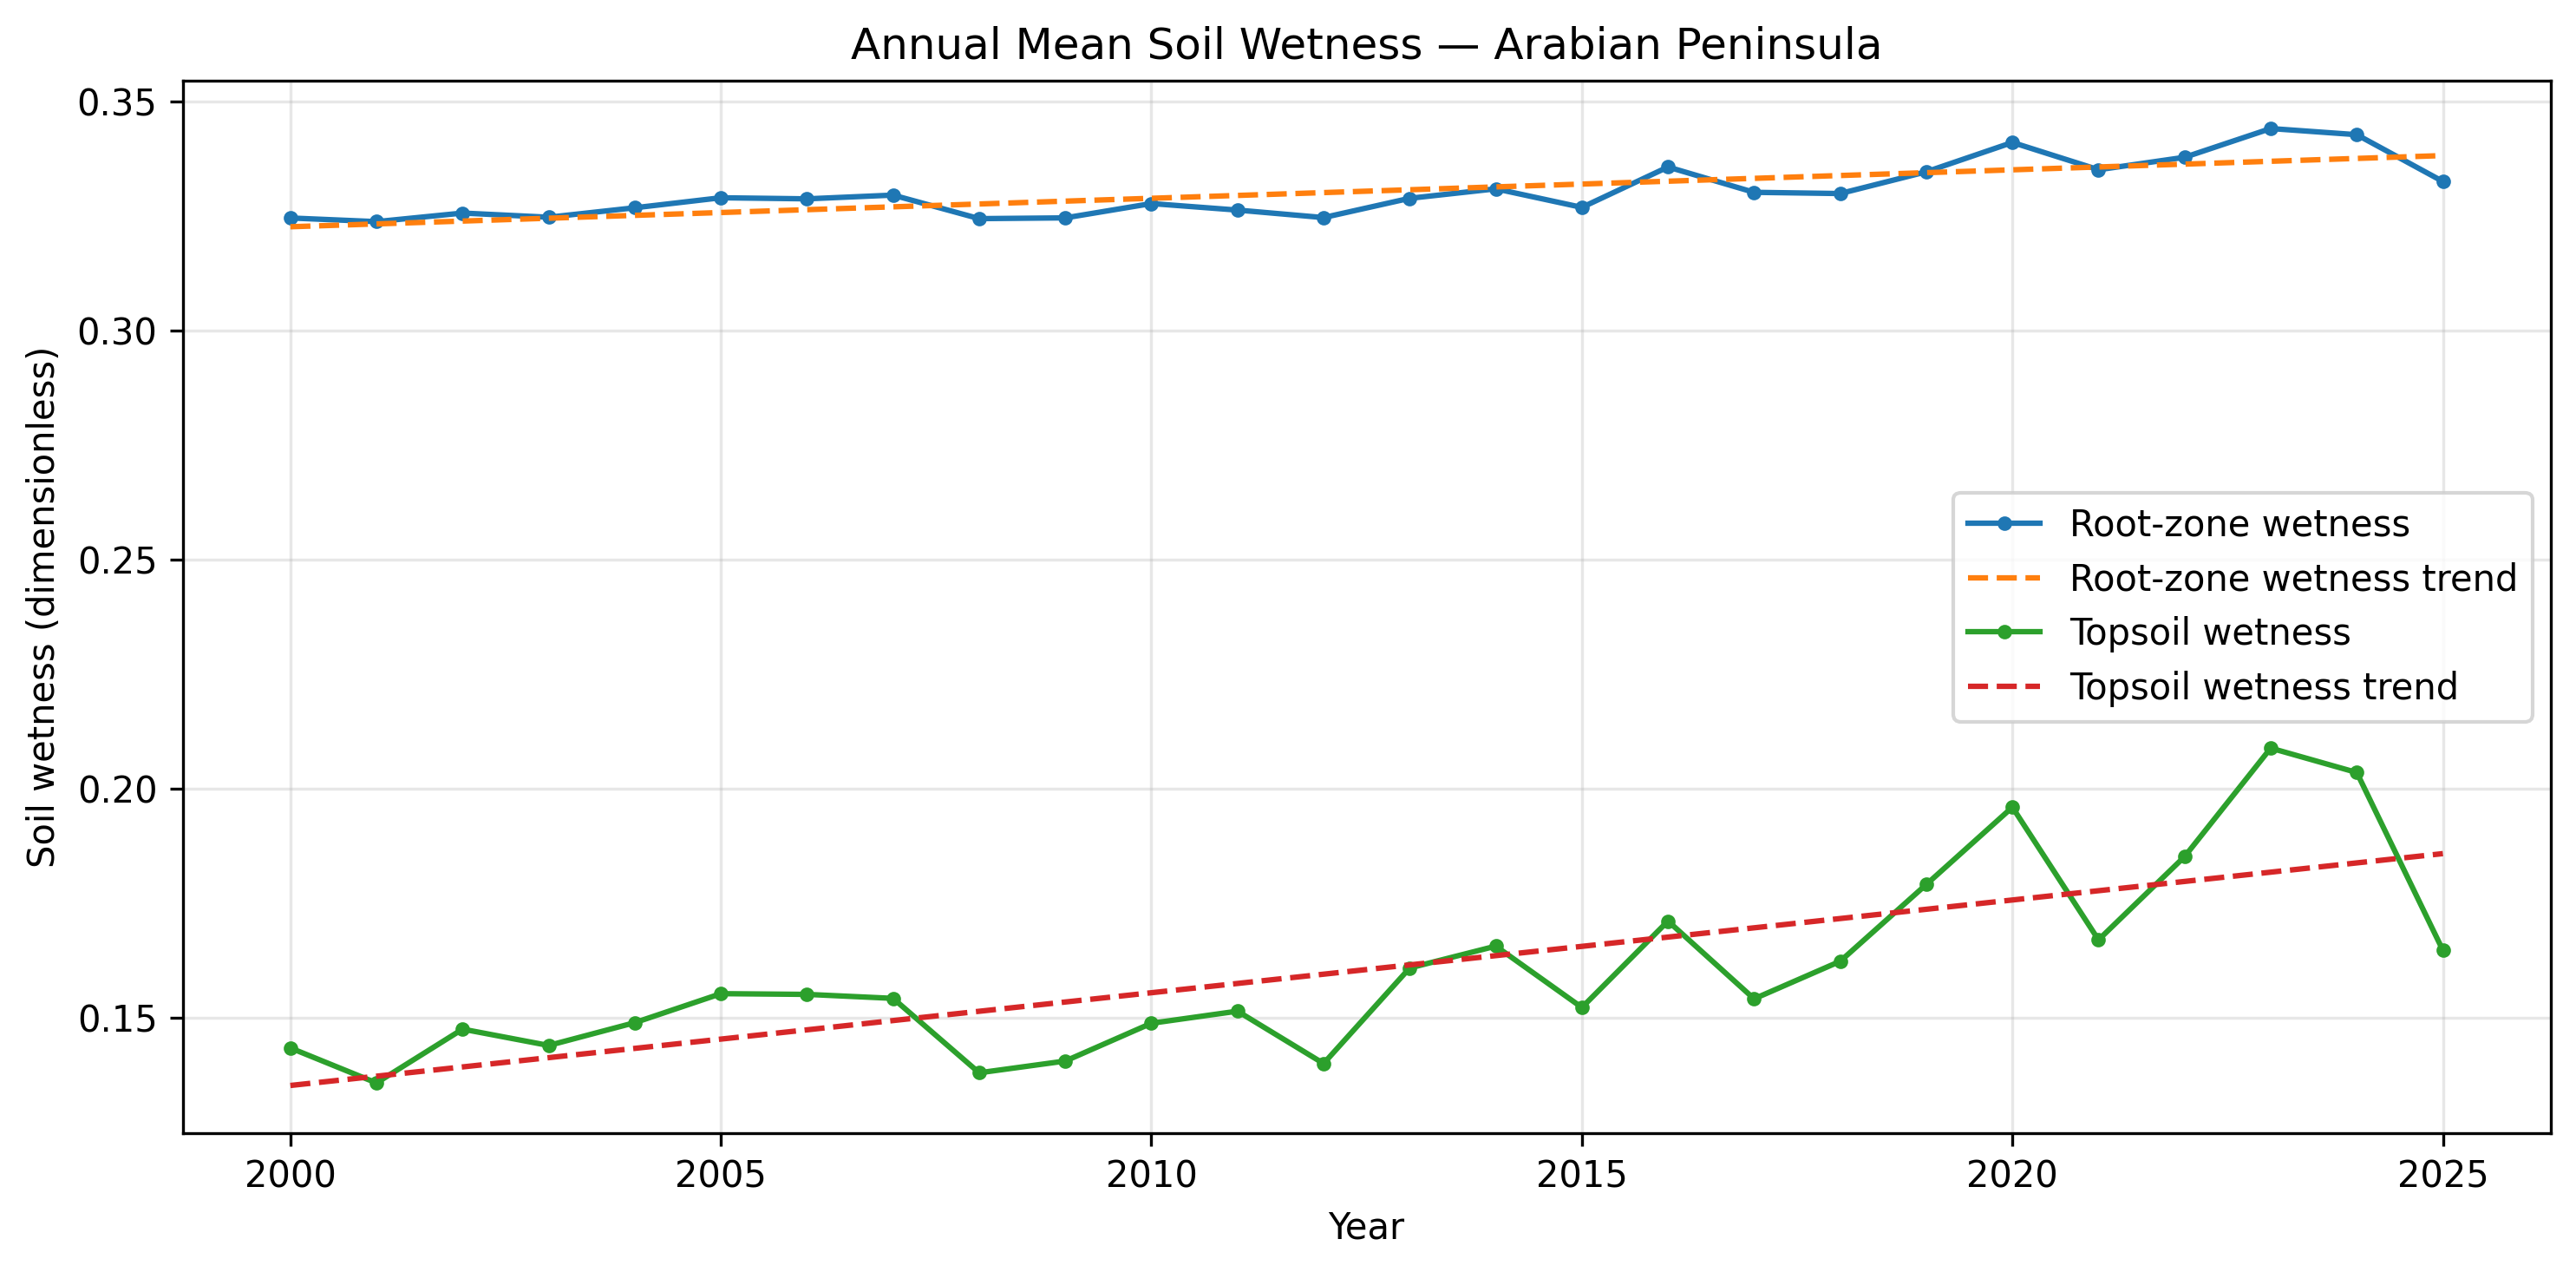 Annual Mean Soil Wetness — Arabian Peninsula
Soil wetness (dimensionless)
0.35
0.30
0.25
0.20
0.15
Root-zone wetness
Root-zone wetness trend
Topsoil wetness
Topsoil wetness trend
2000 2005 2010 2015 2020 2025
Year